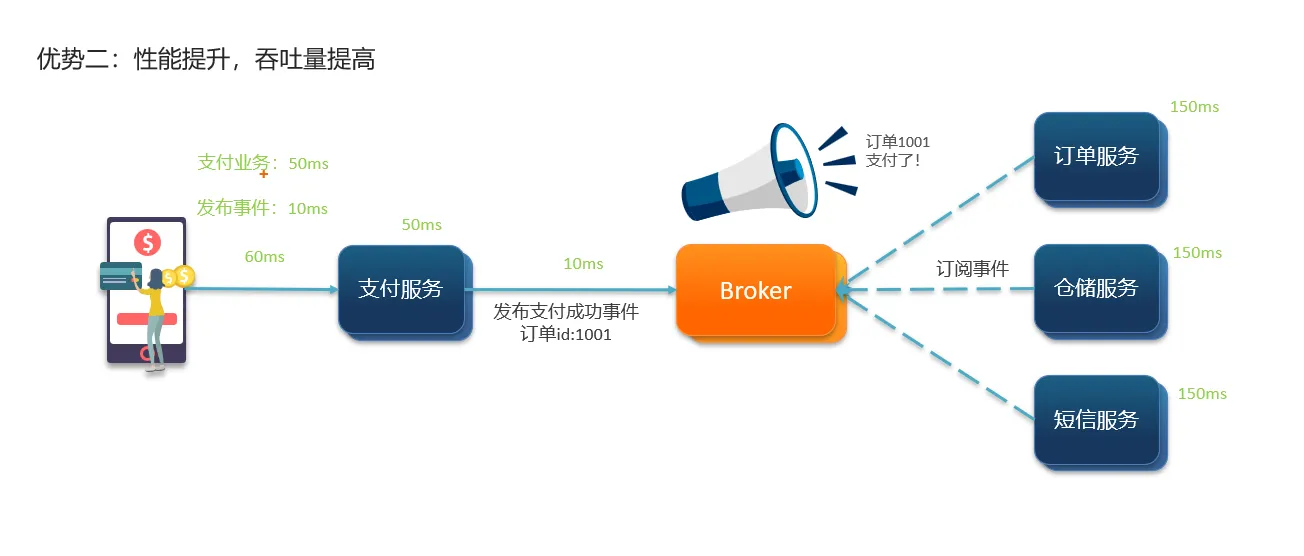 优势二：性能提升，吞吐量提高
支付业务：50ms
发布事件：10ms
60ms
50ms
支付服务
10ms
发布支付成功事件
订单id:1001
Broker
订单1001
支付了！
订阅事件
150ms
订单服务
150ms
仓储服务
150ms
短信服务